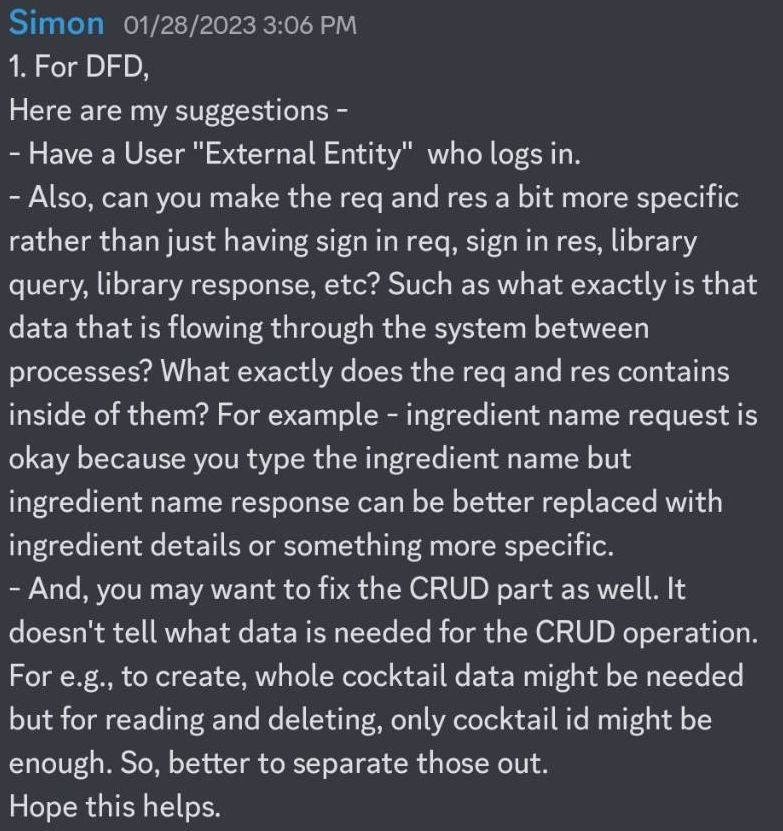 Simon 01/28/2023 3:06 PM
1. For DFD,
Here are my suggestions -
- Have a User "External Entity" who logs in.
- Also, can you make the req and res a bit more specific
rather than just having sign in req, sign in res, library
query, library response, etc? Such as what exactly is that
data that is flowing through the system between
processes? What exactly does the req and res contains
inside of them? For example - ingredient name request is
okay because you type the ingredient name but
ingredient name response can be better replaced with
ingredient details or something more specific.
- And, you may want to fix the CRUD part as well. It
doesn't tell what data is needed for the CRUD operation.
For e.g., to create, whole cocktail data might be needed
but for reading and deleting, only cocktail id might be
enough. So, better to separate those out.
Hope this helps.